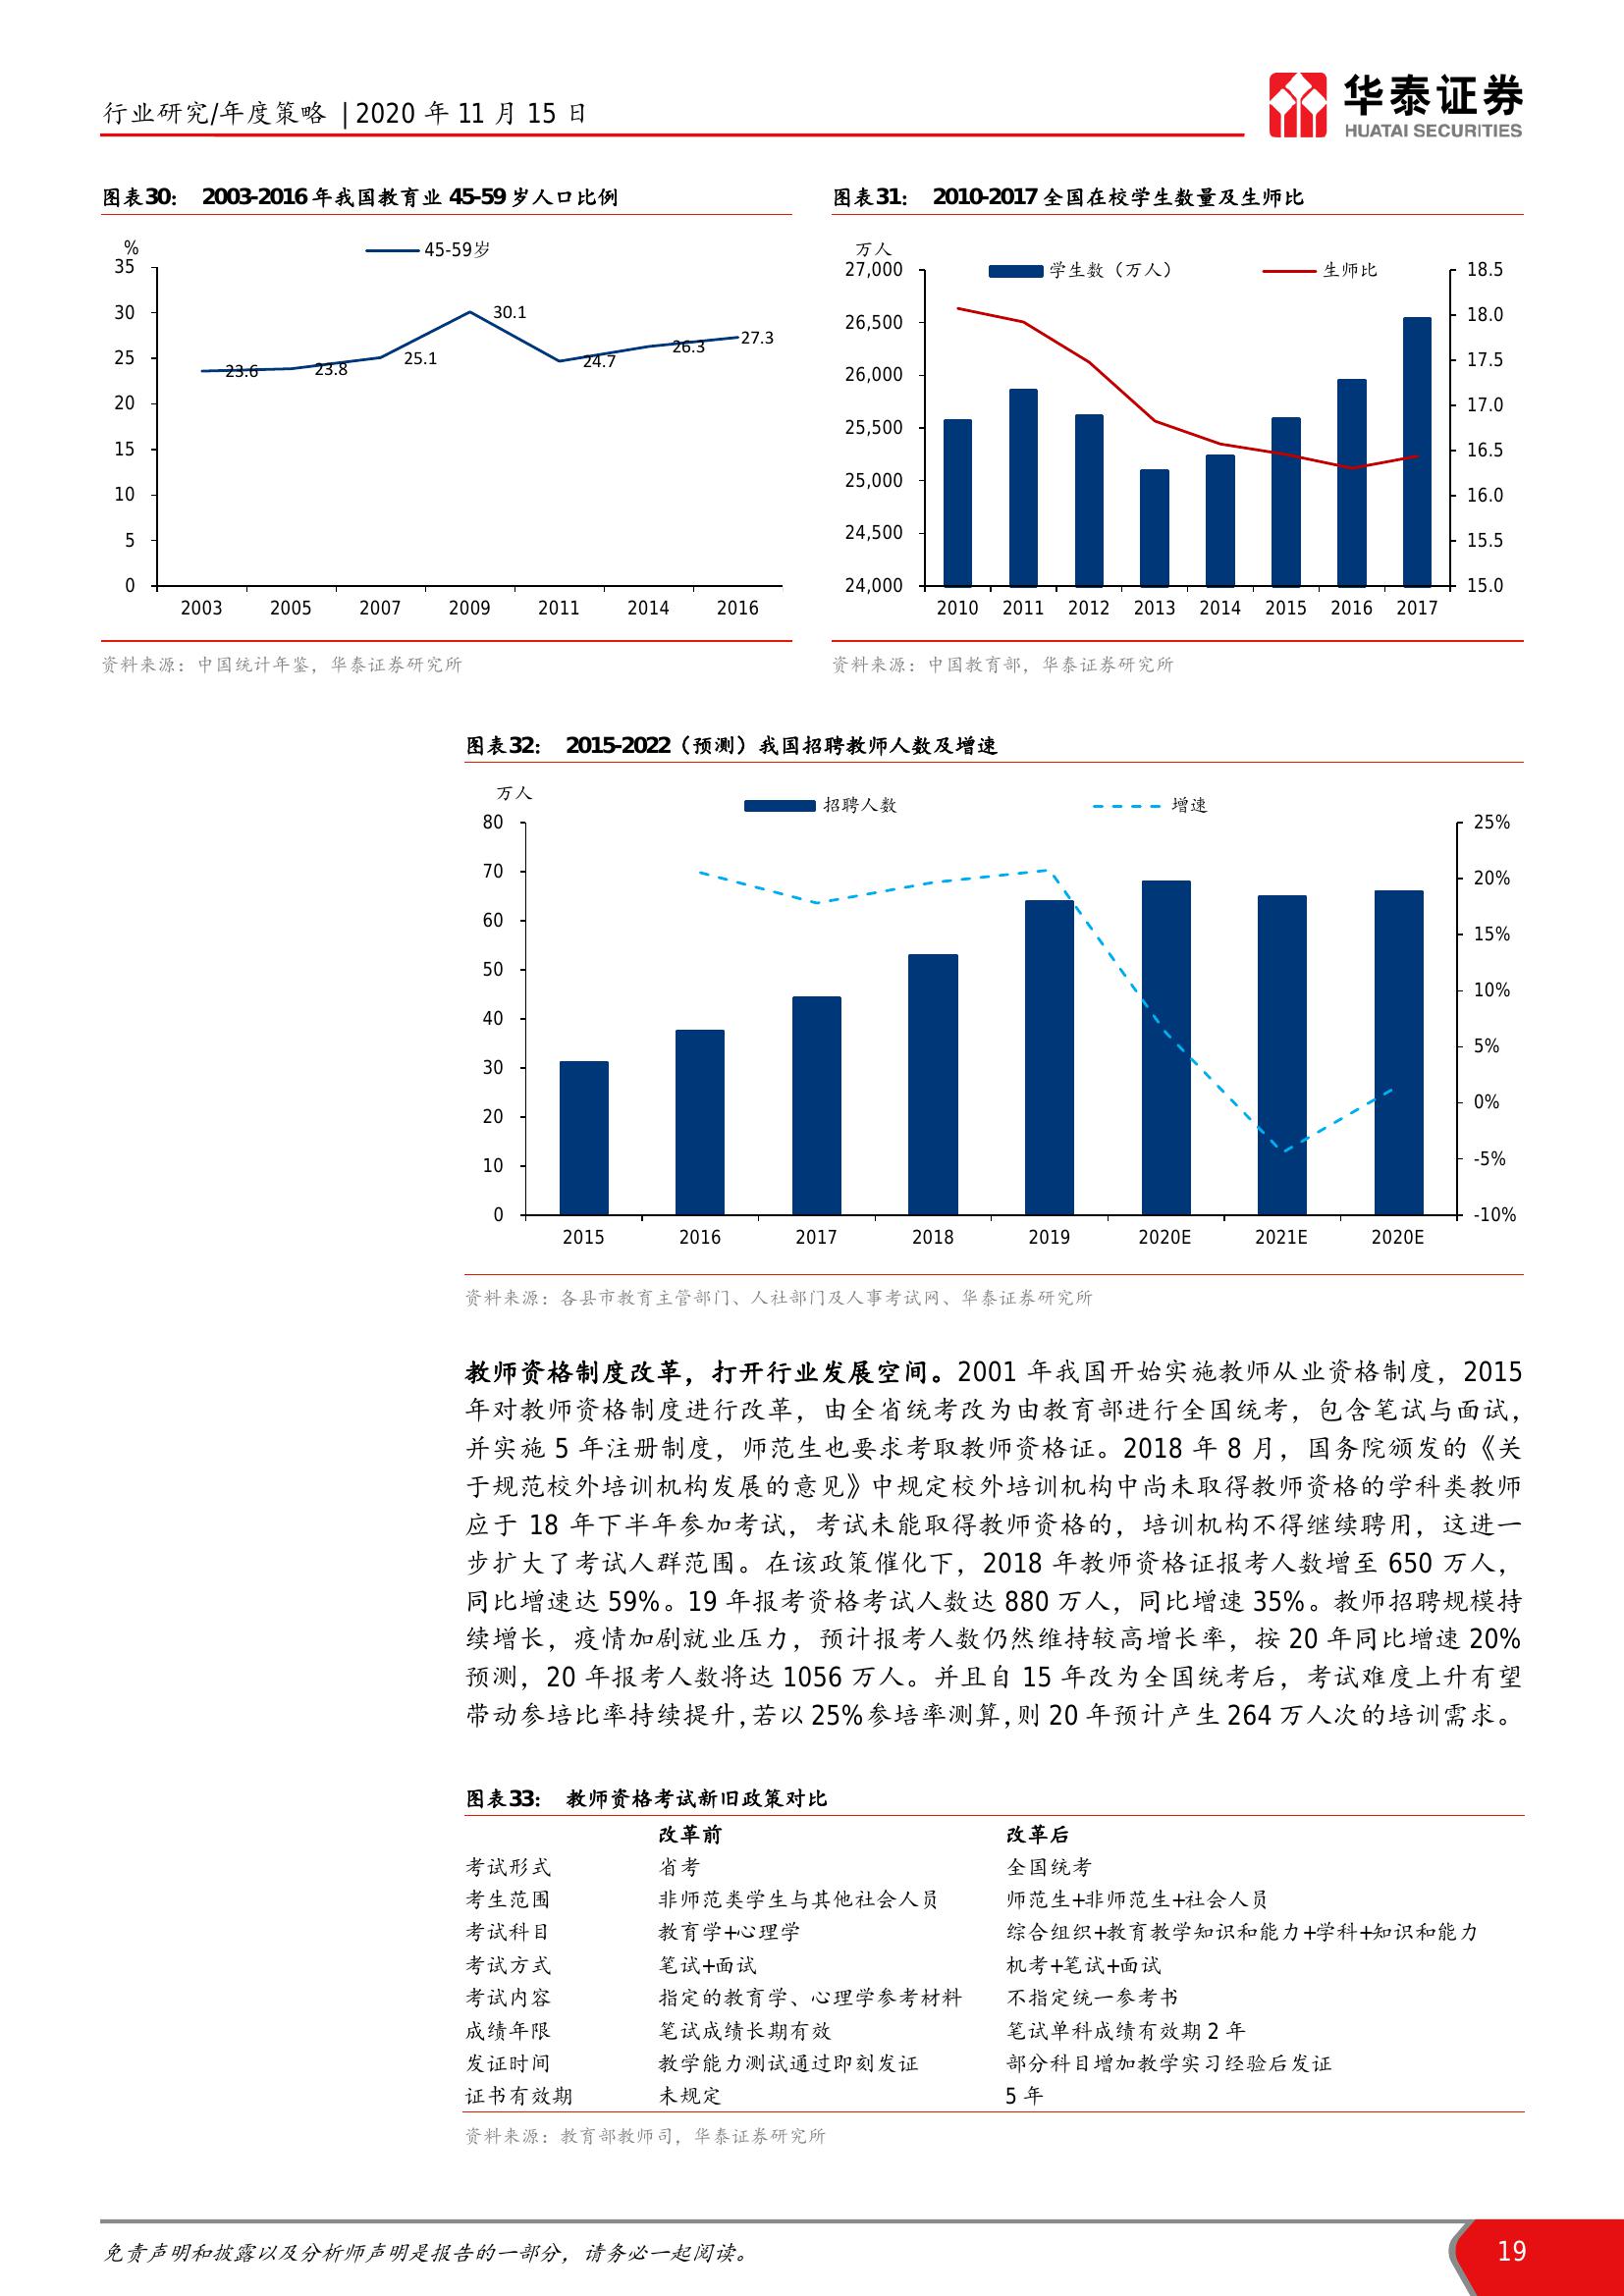 行业研究/年度策略 | 2020 年 11 月 15 日
华泰证券
HUATAI SECURITIES
图表30： 2003-2016 年我国教育业 45-59 岁人口比例
%
45-59岁
35
30
25
20
15
10
5
0
23.6
23.8
25.1
30.1
24.7
26.3
27.3
2003 2005 2007 2009 2011 2014 2016
资料来源：中国统计年鉴，华泰证券研究所
图表31： 2010-2017 全国在校学生数量及生师比
万人
学生数（万人） 生师比
27,000
26,500
26,000
25,500
25,000
24,500
24,000
18.5
18.0
17.5
17.0
16.5
16.0
15.5
15.0
2010 2011 2012 2013 2014 2015 2016 2017
资料来源：中国教育部，华泰证券研究所
图表32： 2015-2022（预测）我国招聘教师人数及增速
万人
招聘人数 增速
80
70
60
50
40
30
20
10
0
25%
20%
15%
10%
5%
0%
-5%
-10%
2015 2016 2017 2018 2019 2020E 2021E 2020E
资料来源：各县市教育主管部门、人社部门及人事考试网、华泰证券研究所
教师资格制度改革，打开行业发展空间。2001 年我国开始实施教师从业资格制度，2015
年对教师资格制度进行改革，由全省统考改为由教育部进行全国统考，包含笔试与面试，
并实施 5 年注册制度，师范生也要求考取教师资格证。2018 年 8 月，国务院颁发的《关
于规范校外培训机构发展的意见》中规定校外培训机构中尚未取得教师资格的学科类教师
应于 18 年下半年参加考试，考试未能取得教师资格的，培训机构不得继续聘用，这进一
步扩大了考试人群范围。在该政策催化下，2018 年教师资格证报考人数增至 650 万人，
同比增速达 59%。19 年报考资格考试人数达 880 万人，同比增速 35%。教师招聘规模持
续增长，疫情加剧就业压力，预计报考人数仍然维持较高增长率，按 20 年同比增速 20%
预测，20 年报考人数将达 1056 万人。并且自 15 年改为全国统考后，考试难度上升有望
带动参培比率持续提升，若以 25%参培率测算，则 20 年预计产生 264 万人次的培训需求。
图表33： 教师资格考试新旧政策对比
改革前 改革后
考试形式 省考 全国统考
考生范围 非师范类学生与其他社会人员 师范生+非师范生+社会人员
考试科目 教育学+心理学 综合组织+教育教学知识和能力+学科+知识和能力
考试方式 笔试+面试 机考+笔试+面试
考试内容 指定的教育学、心理学参考材料 不指定统一参考书
成绩年限 笔试成绩长期有效 笔试单科成绩有效期 2 年
发证时间 教学能力测试通过即刻发证 部分科目增加教学实习经验后发证
证书有效期 未规定 5 年
资料来源：教育部教师司，华泰证券研究所
免责声明和披露以及分析师声明是报告的一部分，请务必一起阅读。
19